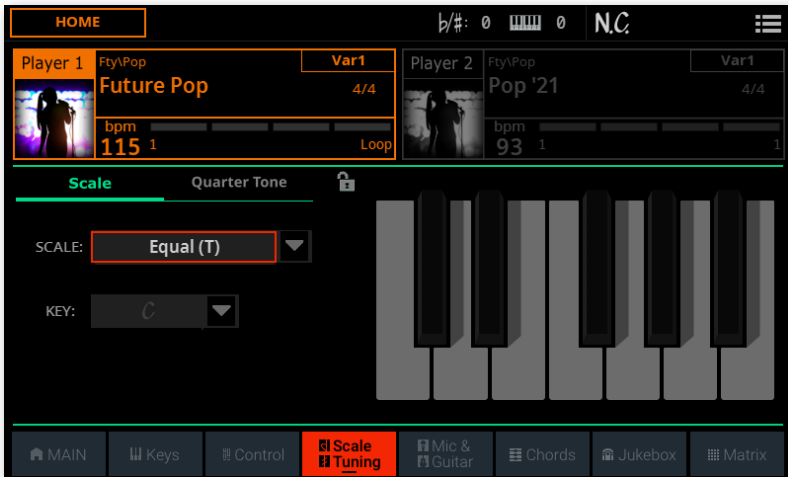 HOME
b/#: 0
0
N.C.
Player 1
Fty\Pop
Var1
Future Pop
4/4
bpm
115 1
Loop
Player 2
Fty\Pop
Var1
Pop '21
4/4
bpm
93 1
1
Scale
Quarter Tone
SCALE: Equal (T)
KEY: C
MAIN
Keys
Control
Scale
Tuning
Mic &
Guitar
Chords
Jukebox
Matrix